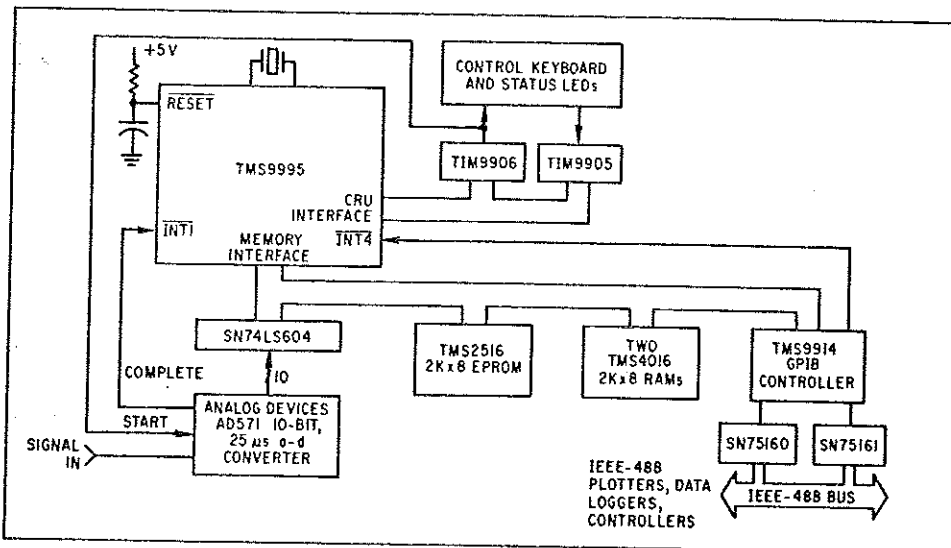 +5V
RESET
TMS9995
CRU
INTERFACE
INT1
MEMORY
INTERFACE
INT4
CONTROL KEYBOARD
AND STATUS LEDs
TIM9906
TIM9905
SN74LS604
TMS2516
2K x 8 EPROM
TWO
TMS4016
2K x 8 RAMs
TMS9914
GPIB
CONTROLLER
COMPLETE
10
START
ANALOG DEVICES
AD571 10-BIT,
25 μs a-d
CONVERTER
SIGNAL
IN
SN75160
SN75161
IEEE-488
PLOTTERS, DATA
LOGGERS,
CONTROLLERS
IEEE-488 BUS